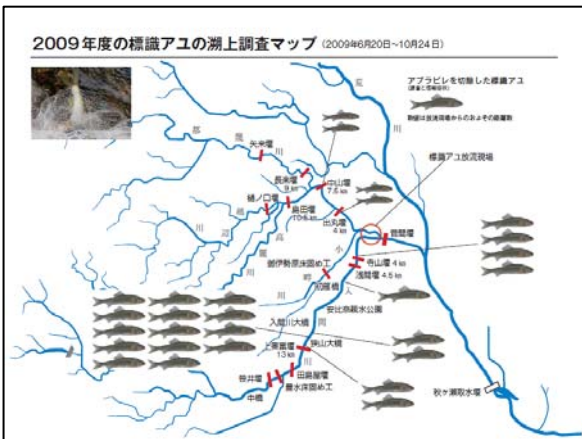 2009年度の標識アユの溯上調査マップ (2009年6月20日～10月24日)
アブラビレを切除した標識アユ
数値は放流現場からのおよその距離数
標識アユ放流現場
荒
川
都
幾
川
矢来堰
長楽堰
9 km
中山堰
7.5 km
樋ノ口堰
島田堰
10.5 km
出丸堰
4 km
越
辺
川
高
麗
川
小
畔
川
菅間堰
寺山堰 4 km
浅間堰 4.5 km
御伊勢原床固め工
初雁橋
入
間
川
安比奈親水公園
入間川大橋
上奔富堰
13 km
狭山大橋
田島屋堰
豊水床固め工
笹井堰
中橋
秋ヶ瀬取水堰